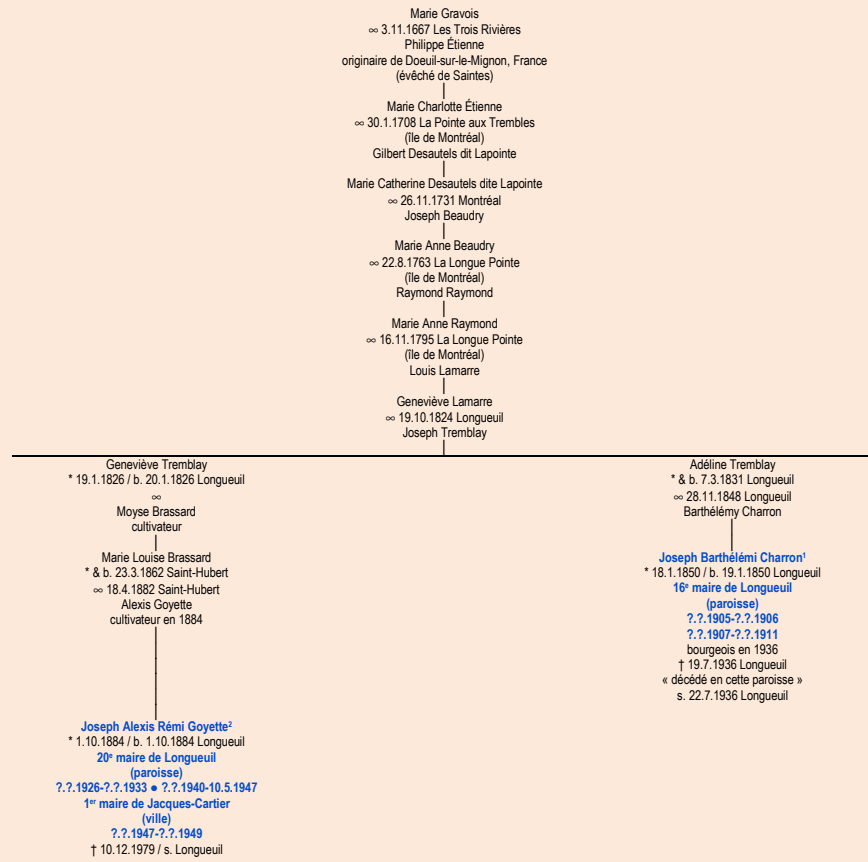 Marie Gravois
∞ 3.11.1667 Les Trois Rivières
Philippe Étienne
originaire de Doeuil-sur-le-Mignon, France
(évêché de Saintes)
Marie Charlotte Étienne
∞ 30.1.1708 La Pointe aux Trembles
(île de Montréal)
Gilbert Desautels dit Lapointe
Marie Catherine Desautels dite Lapointe
∞ 26.11.1731 Montréal
Joseph Beaudry
Marie Anne Beaudry
∞ 22.8.1763 La Longue Pointe
(île de Montréal)
Raymond Raymond
Marie Anne Raymond
∞ 16.11.1795 La Longue Pointe
(île de Montréal)
Louis Lamarre
Geneviève Lamarre
∞ 19.10.1824 Longueuil
Joseph Tremblay
Geneviève Tremblay
* 19.1.1826 / b. 20.1.1826 Longueuil
∞
Moyse Brassard
cultivateur
Marie Louise Brassard
* & b. 23.3.1862 Saint-Hubert
∞ 18.4.1882 Saint-Hubert
Alexis Goyette
cultivateur en 1884
Joseph Alexis Rémi Goyette²
* 1.10.1884 / b. 1.10.1884 Longueuil
20e maire de Longueuil
(paroisse)
?.?.1926-?.?.1933 ● ?.?.1940-10.5.1947
1er maire de Jacques-Cartier
(ville)
?.?.1947-?.?.1949
† 10.12.1979 / s. Longueuil
Adéline Tremblay
* & b. 7.3.1831 Longueuil
∞ 28.11.1848 Longueuil
Barthélémy Charron
Joseph Barthélémi Charron¹
* 18.1.1850 / b. 19.1.1850 Longueuil
16e maire de Longueuil
(paroisse)
?.?.1905-?.?.1906
?.?.1907-?.?.1911
bourgeois en 1936
† 19.7.1936 Longueuil
« décédé en cette paroisse »
s. 22.7.1936 Longueuil